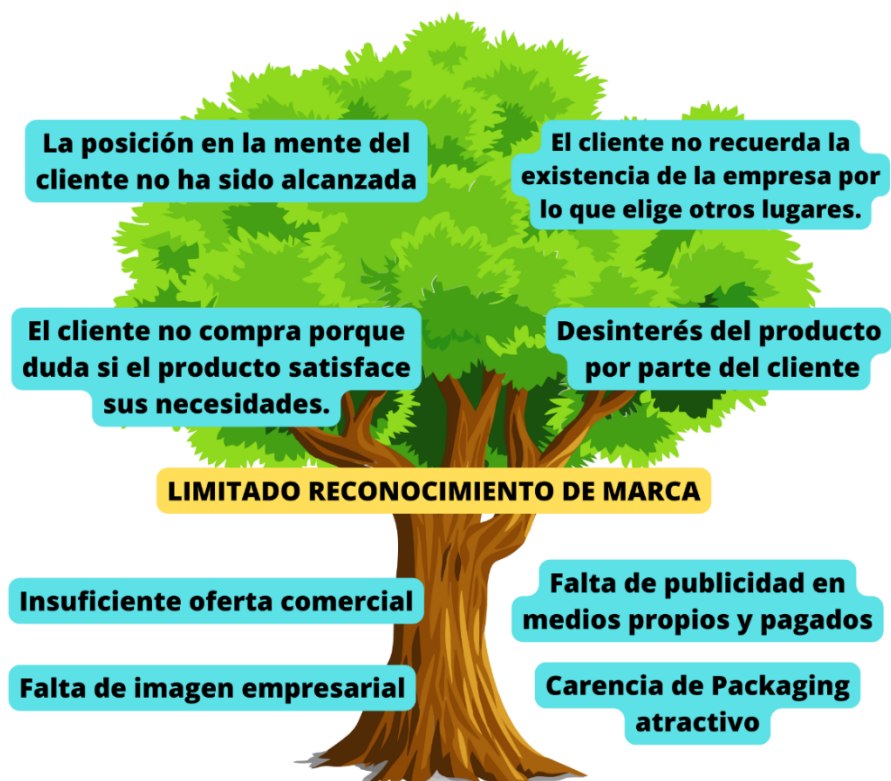 La posición en la mente del
cliente no ha sido alcanzada
El cliente no recuerda la
existencia de la empresa por
lo que elige otros lugares.
El cliente no compra porque
duda si el producto satisface
sus necesidades.
Desinterés del producto
por parte del cliente
LIMITADO RECONOCIMIENTO DE MARCA
Insuficiente oferta comercial
Falta de publicidad en
medios propios y pagados
Falta de imagen empresarial
Carencia de Packaging
atractivo